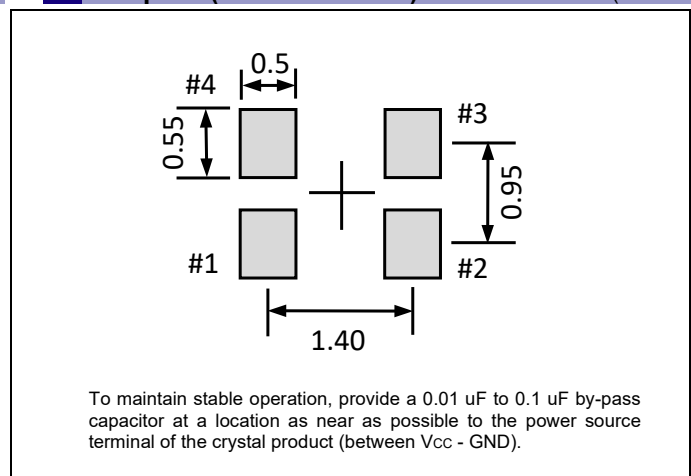 #4
0.5
#3
0.55
0.95
#1
#2
1.40
To maintain stable operation, provide a 0.01 uF to 0.1 uF by-pass
capacitor at a location as near as possible to the power source
terminal of the crystal product (between Vcc - GND).